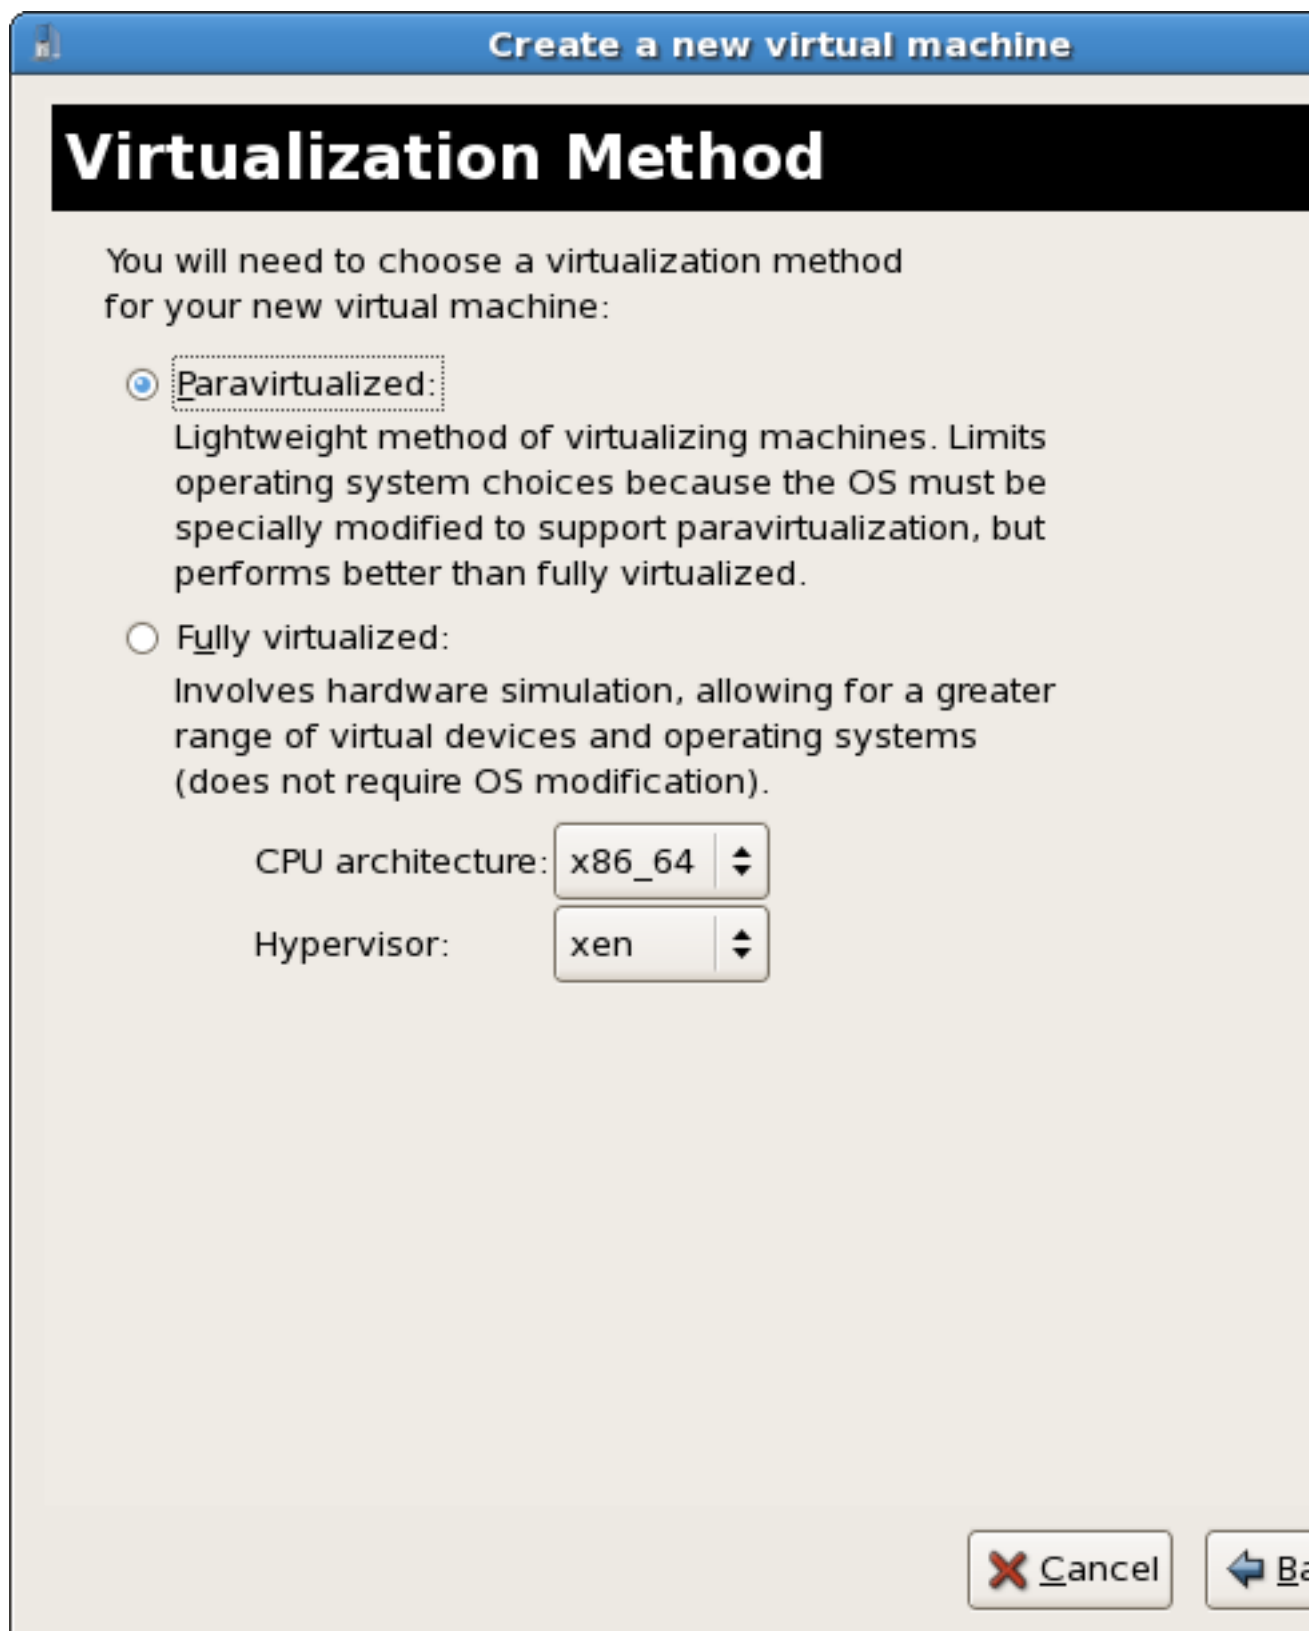 Create a new virtual machine
Virtualization Method
You will need to choose a virtualization method
for your new virtual machine:
Paravirtualized:
Lightweight method of virtualizing machines. Limits
operating system choices because the OS must be
specially modified to support paravirtualization, but
performs better than fully virtualized.
Fully virtualized:
Involves hardware simulation, allowing for a greater
range of virtual devices and operating systems
(does not require OS modification).
CPU architecture: x86_64
Hypervisor: xen
Cancel